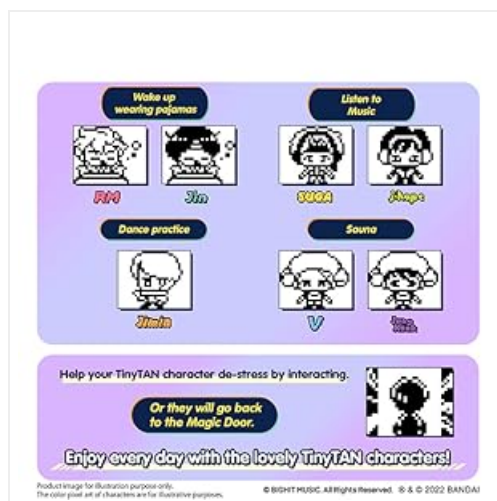 Wake up
wearing pajamas
Listen to
Music
RM
Jin
SUGA
j-hope
Dance practice
Sauna
Jimin
V
Jung
Kook
Help your TinyTAN character de-stress by interacting.
Or they will go back
to the Magic Door.
Enjoy every day with the lovely TinyTAN characters!
Product image for illustration purpose only.
The color pixel art of characters are for illustrative purposes.
© BIGHIT MUSIC. All Rights Reserved. ® & © 2022 BANDAI